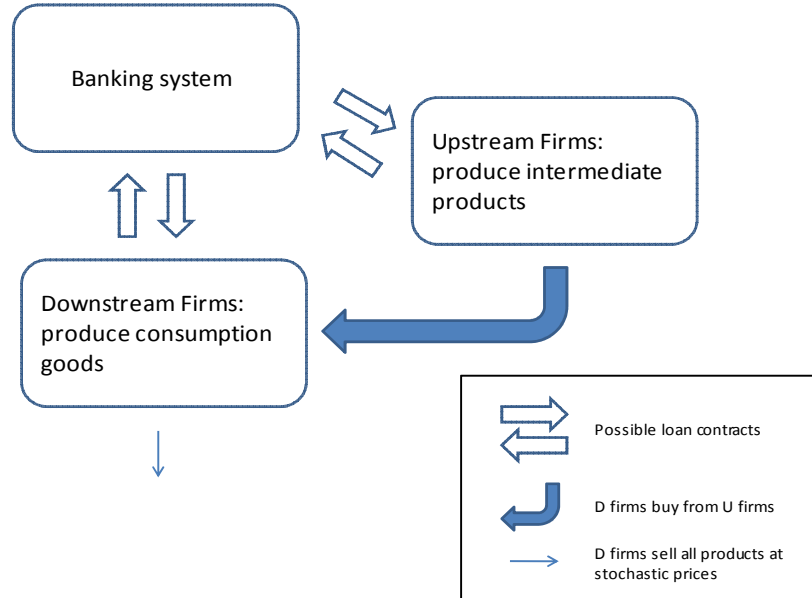 Banking system
Upstream Firms:
produce intermediate
products
Downstream Firms:
produce consumption
goods
Possible loan contracts
D firms buy from U firms
D firms sell all products at
stochastic prices